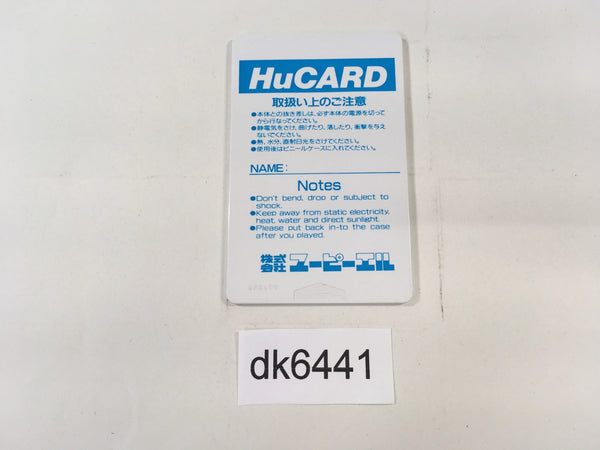 HuCARD
取扱い上のご注意
●本体との抜き差しは、必ず本体の電源を切って
から行なってください。
●静電気をさけ、曲げたり、落したり、衝撃を与え
ないでください。
●熱、水分、直射日光をさけてください。
●使用後はビニールケースに入れてください。
NAME:
Notes
●Don't bend, drop or subject to
shock.
●Keep away from static electricity,
heat, water and direct sunlight.
●Please put back in-to the case
after you played.
株式会社 ユーピーエル
dk6441